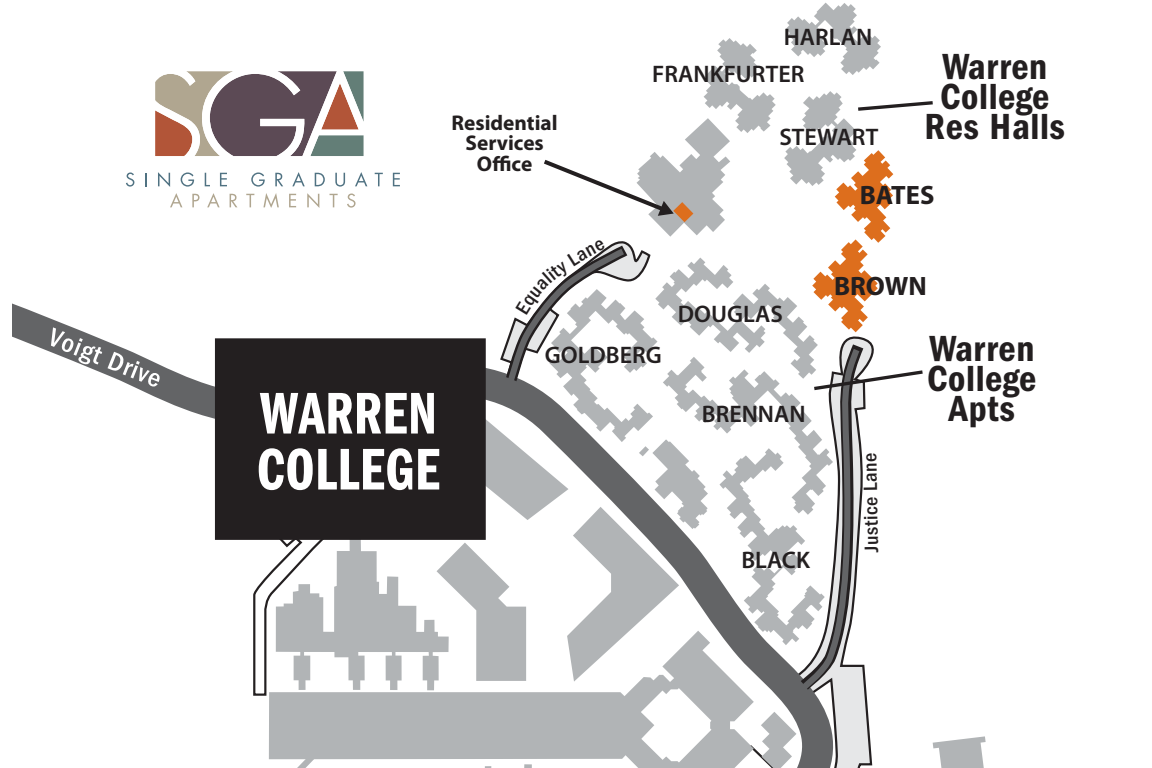 HARLAN
FRANKFURTER
Warren
College
Res Halls
SGA
SINGLE GRADUATE
APARTMENTS
Residential
Services
Office
STEWART
BATES
Equality Lane
BROWN
DOUGLAS
Voigt Drive
GOLDBERG
Warren
College
Apts
WARREN
COLLEGE
BRENNAN
Justice Lane
BLACK